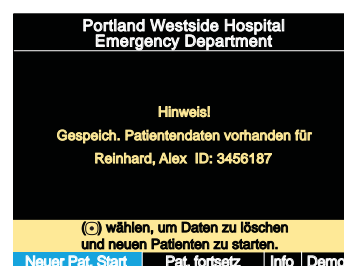 Portland Westside Hospital
Emergency Department
Hinweis!
Gespeich. Patientendaten vorhanden für
Reinhard, Alex ID: 3456187
(⊙) wählen, um Daten zu löschen
und neuen Patienten zu starten.
Neuer Pat. Start Pat. fortsetz Info Demo